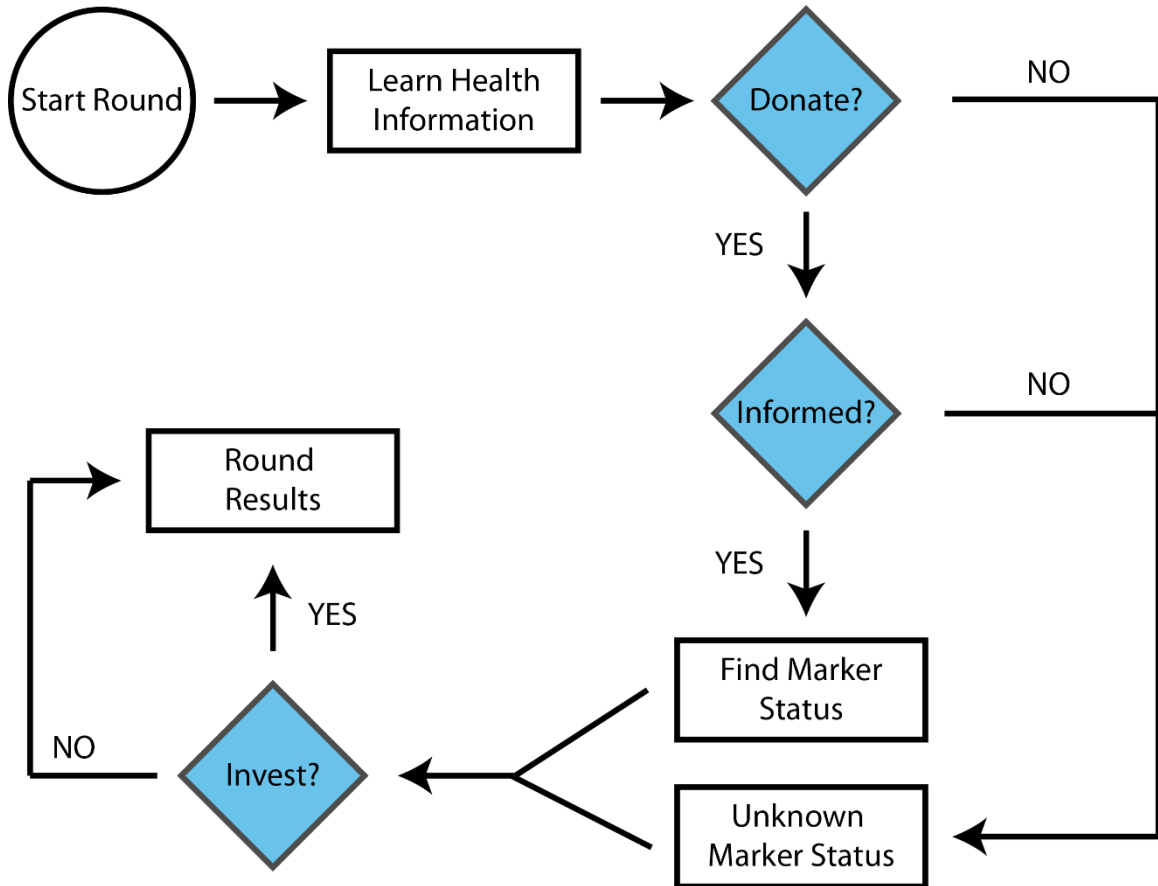 Start Round
Learn Health
Information
Donate?
NO
YES
Informed?
NO
YES
Find Marker
Status
Unknown
Marker Status
Invest?
YES
NO
Round
Results